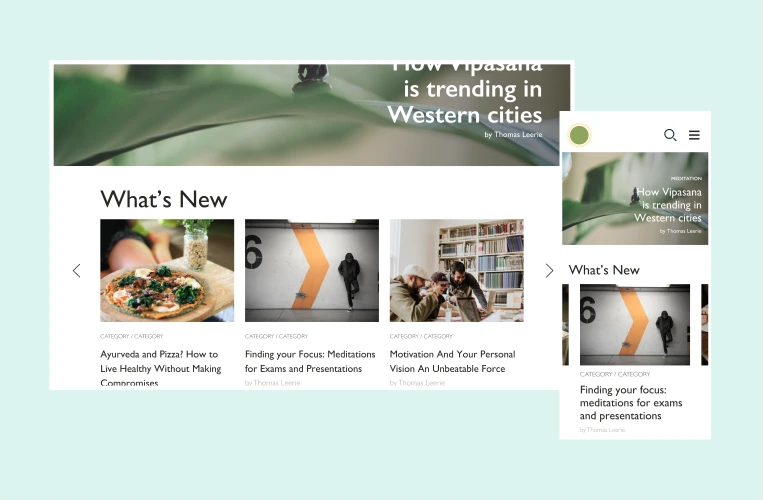 How Vipasana
is trending in
Western cities
by Thomas Leerie
What's New
6
CATEGORY / CATEGORY
Ayurveda and Pizza? How to
Live Healthy Without Making
Compromises
CATEGORY / CATEGORY
Finding your Focus: Meditations
for Exams and Presentations
by Thomas Leerie
CATEGORY / CATEGORY
Motivation And Your Personal
Vision An Unbeatable Force
by Thomas Leerie
MEDITATION
How Vipasana
is trending in
Western cities
by Thomas Leerie
What's New
6
CATEGORY / CATEGORY
Finding your focus:
meditations for exams
and presentations
by Thomas Leerie